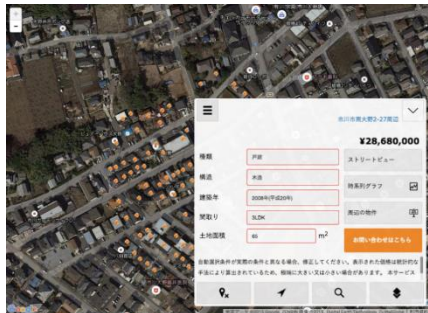 市川市南大野2-27周辺
¥28,680,000
種類 戸建 ストリートビュー
構造 木造 時系列グラフ
建築年 2008年(平成20年)
間取り 3LDK 周辺の物件
土地面積 65 m² お問い合わせはこちら
自動選択条件が実際の条件と異なる場合、修正してください。表示された価格は統計的な
手法により算出されているため、極端に大きい又は小さい場合があります。本サービス